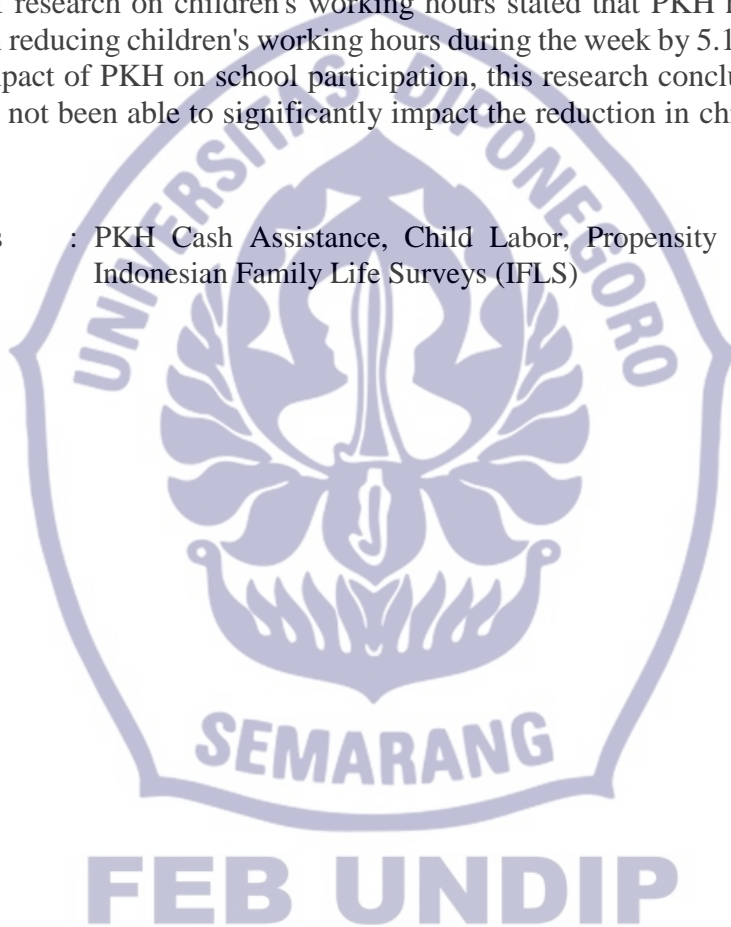 research on children's working hours stated that PKH
reducing children's working hours during the week by 5.1
pact of PKH on school participation, this research
not been able to significantly impact the reduction in
: PKH Cash Assistance, Child Labor, Propensity
Indonesian Family Life Surveys (IFLS)
UNIVERSITAS DIPONEGORO
SEMARANG
FEB UNDIP